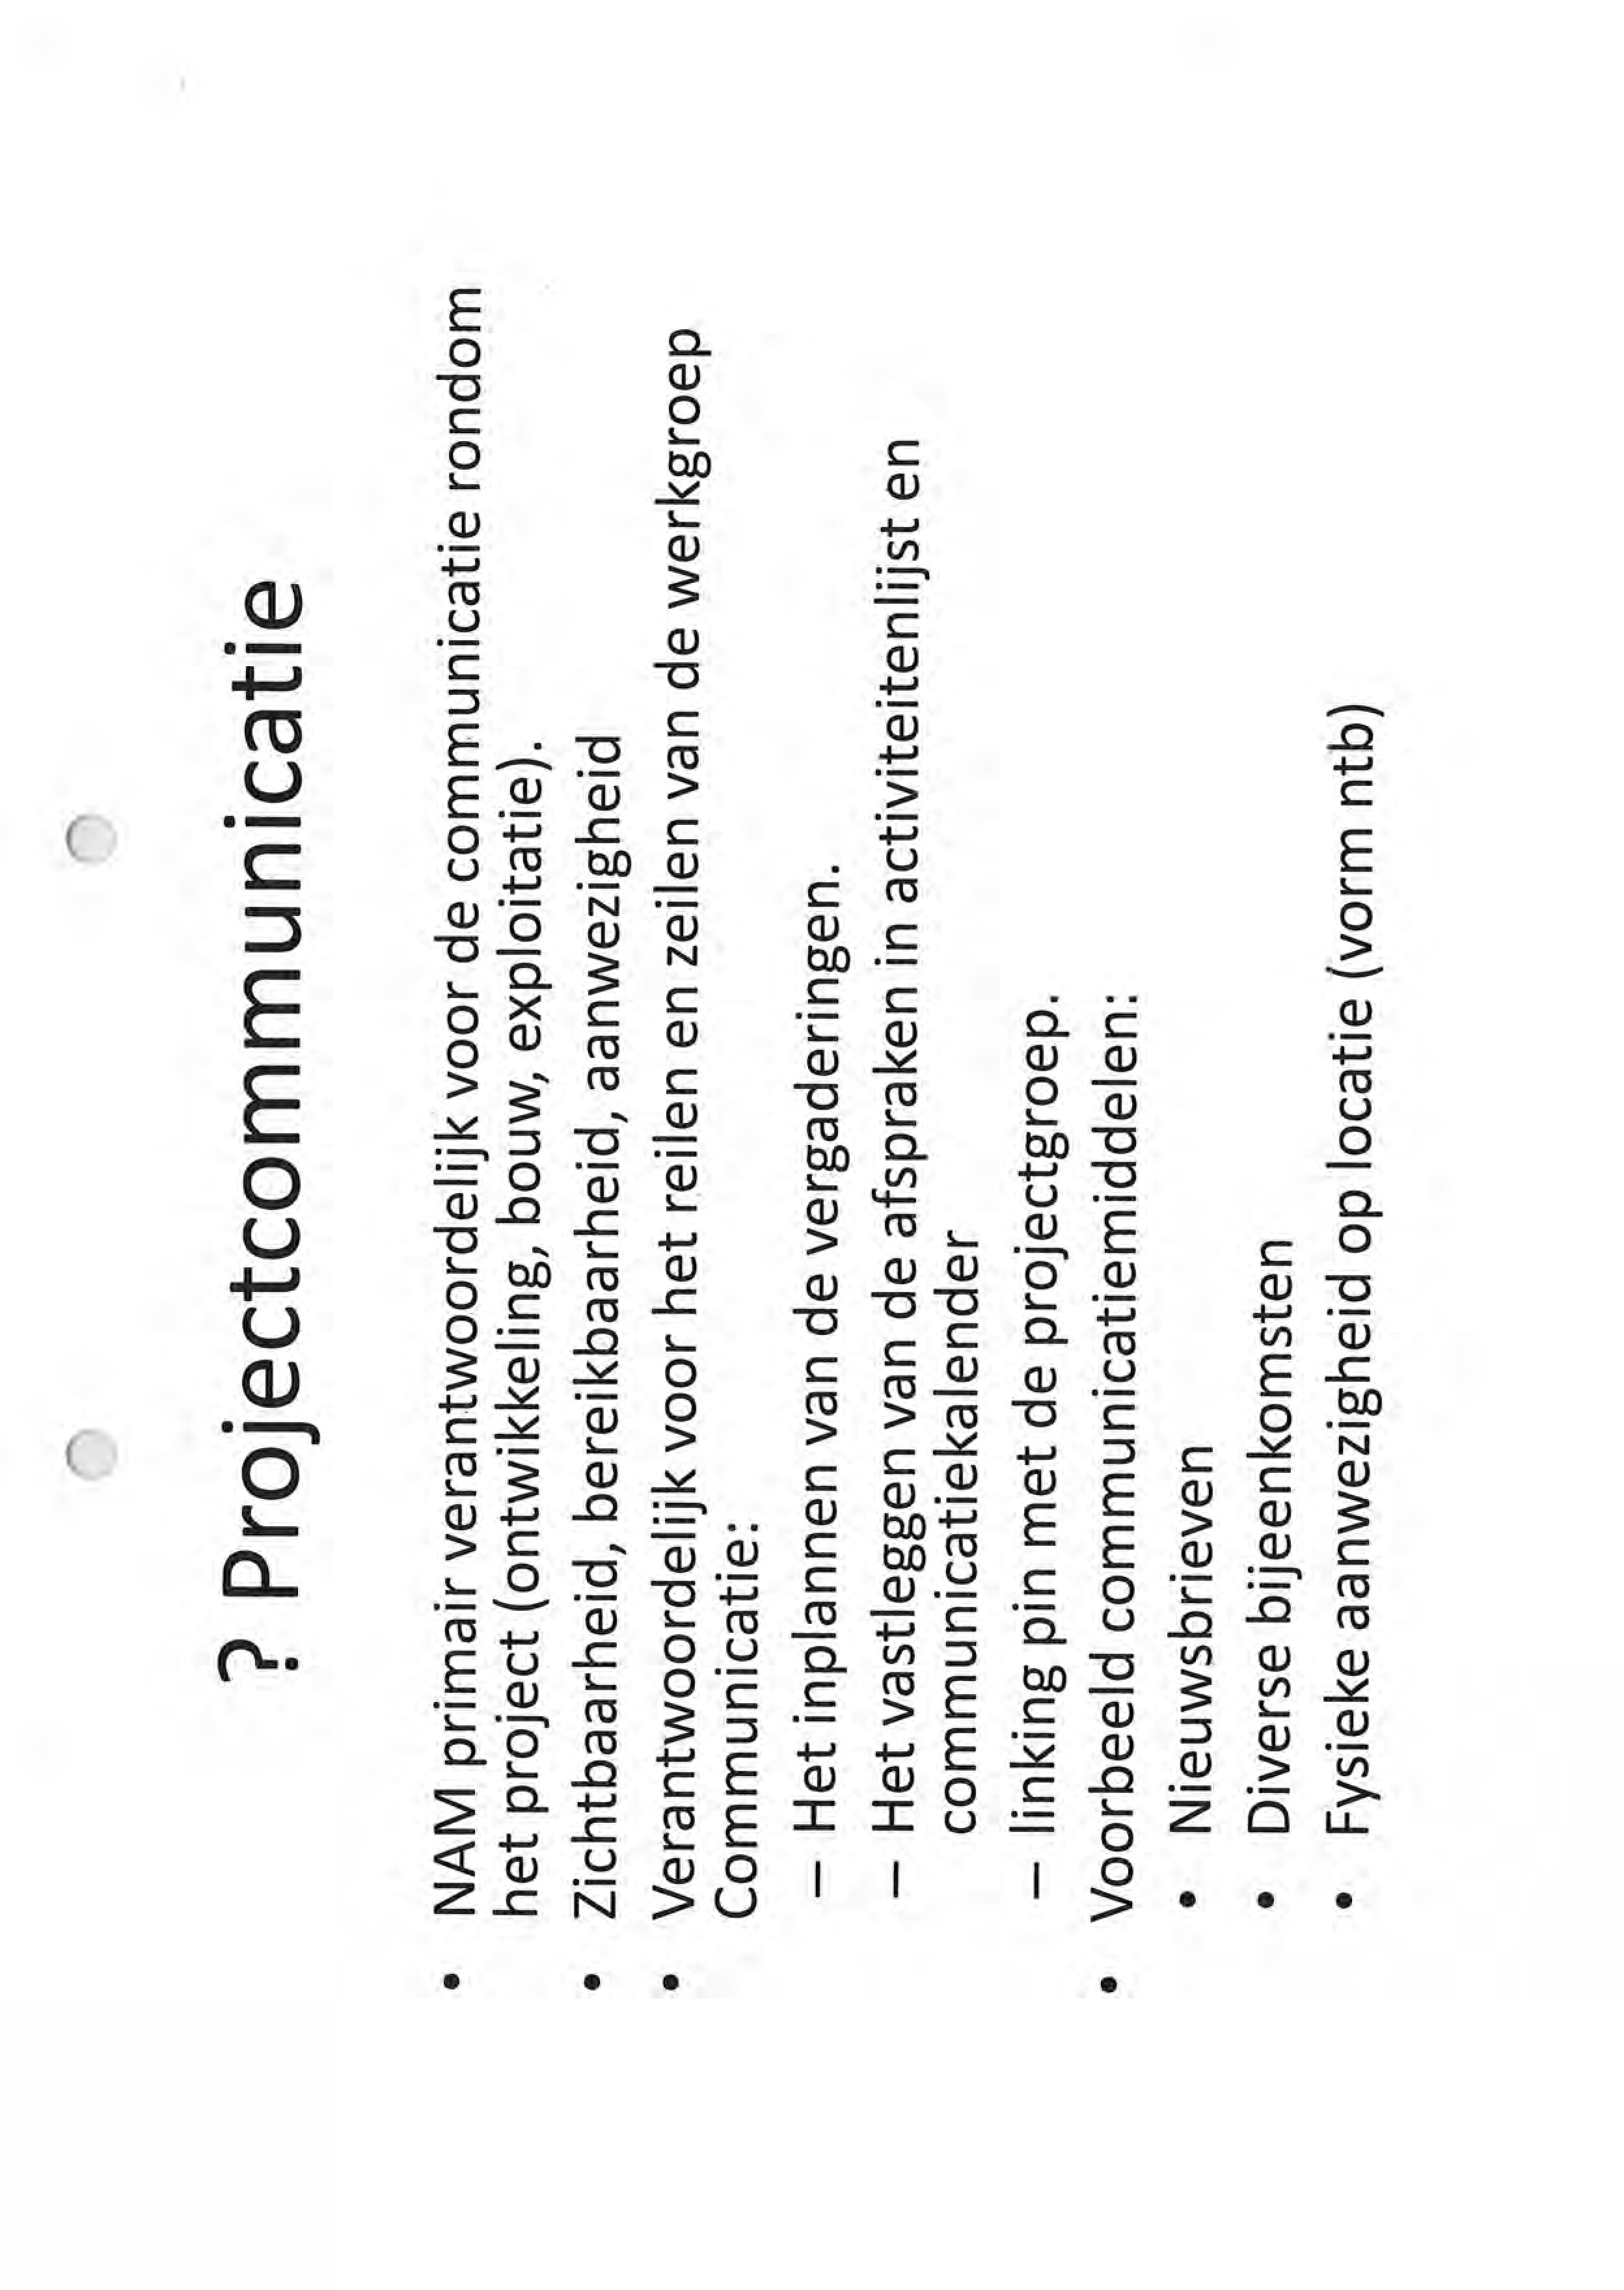 ? Projectcommunicatie
• NAM primair verantwoordelijk voor de communicatie rondom
het project (ontwikkeling, bouw, exploitatie).
• Zichtbaarheid, bereikbaarheid, aanwezigheid
• Verantwoordelijk voor het reilen en zeilen van de werkgroep
Communicatie:
– Het inplannen van de vergaderingen.
– Het vastleggen van de afspraken in activiteitenlijst en
communicatiekalender
– linking pin met de projectgroep.
• Voorbeeld communicatiemiddelen:
• Nieuwsbrieven
• Diverse bijeenkomsten
• Fysieke aanwezigheid op locatie (vorm ntb)